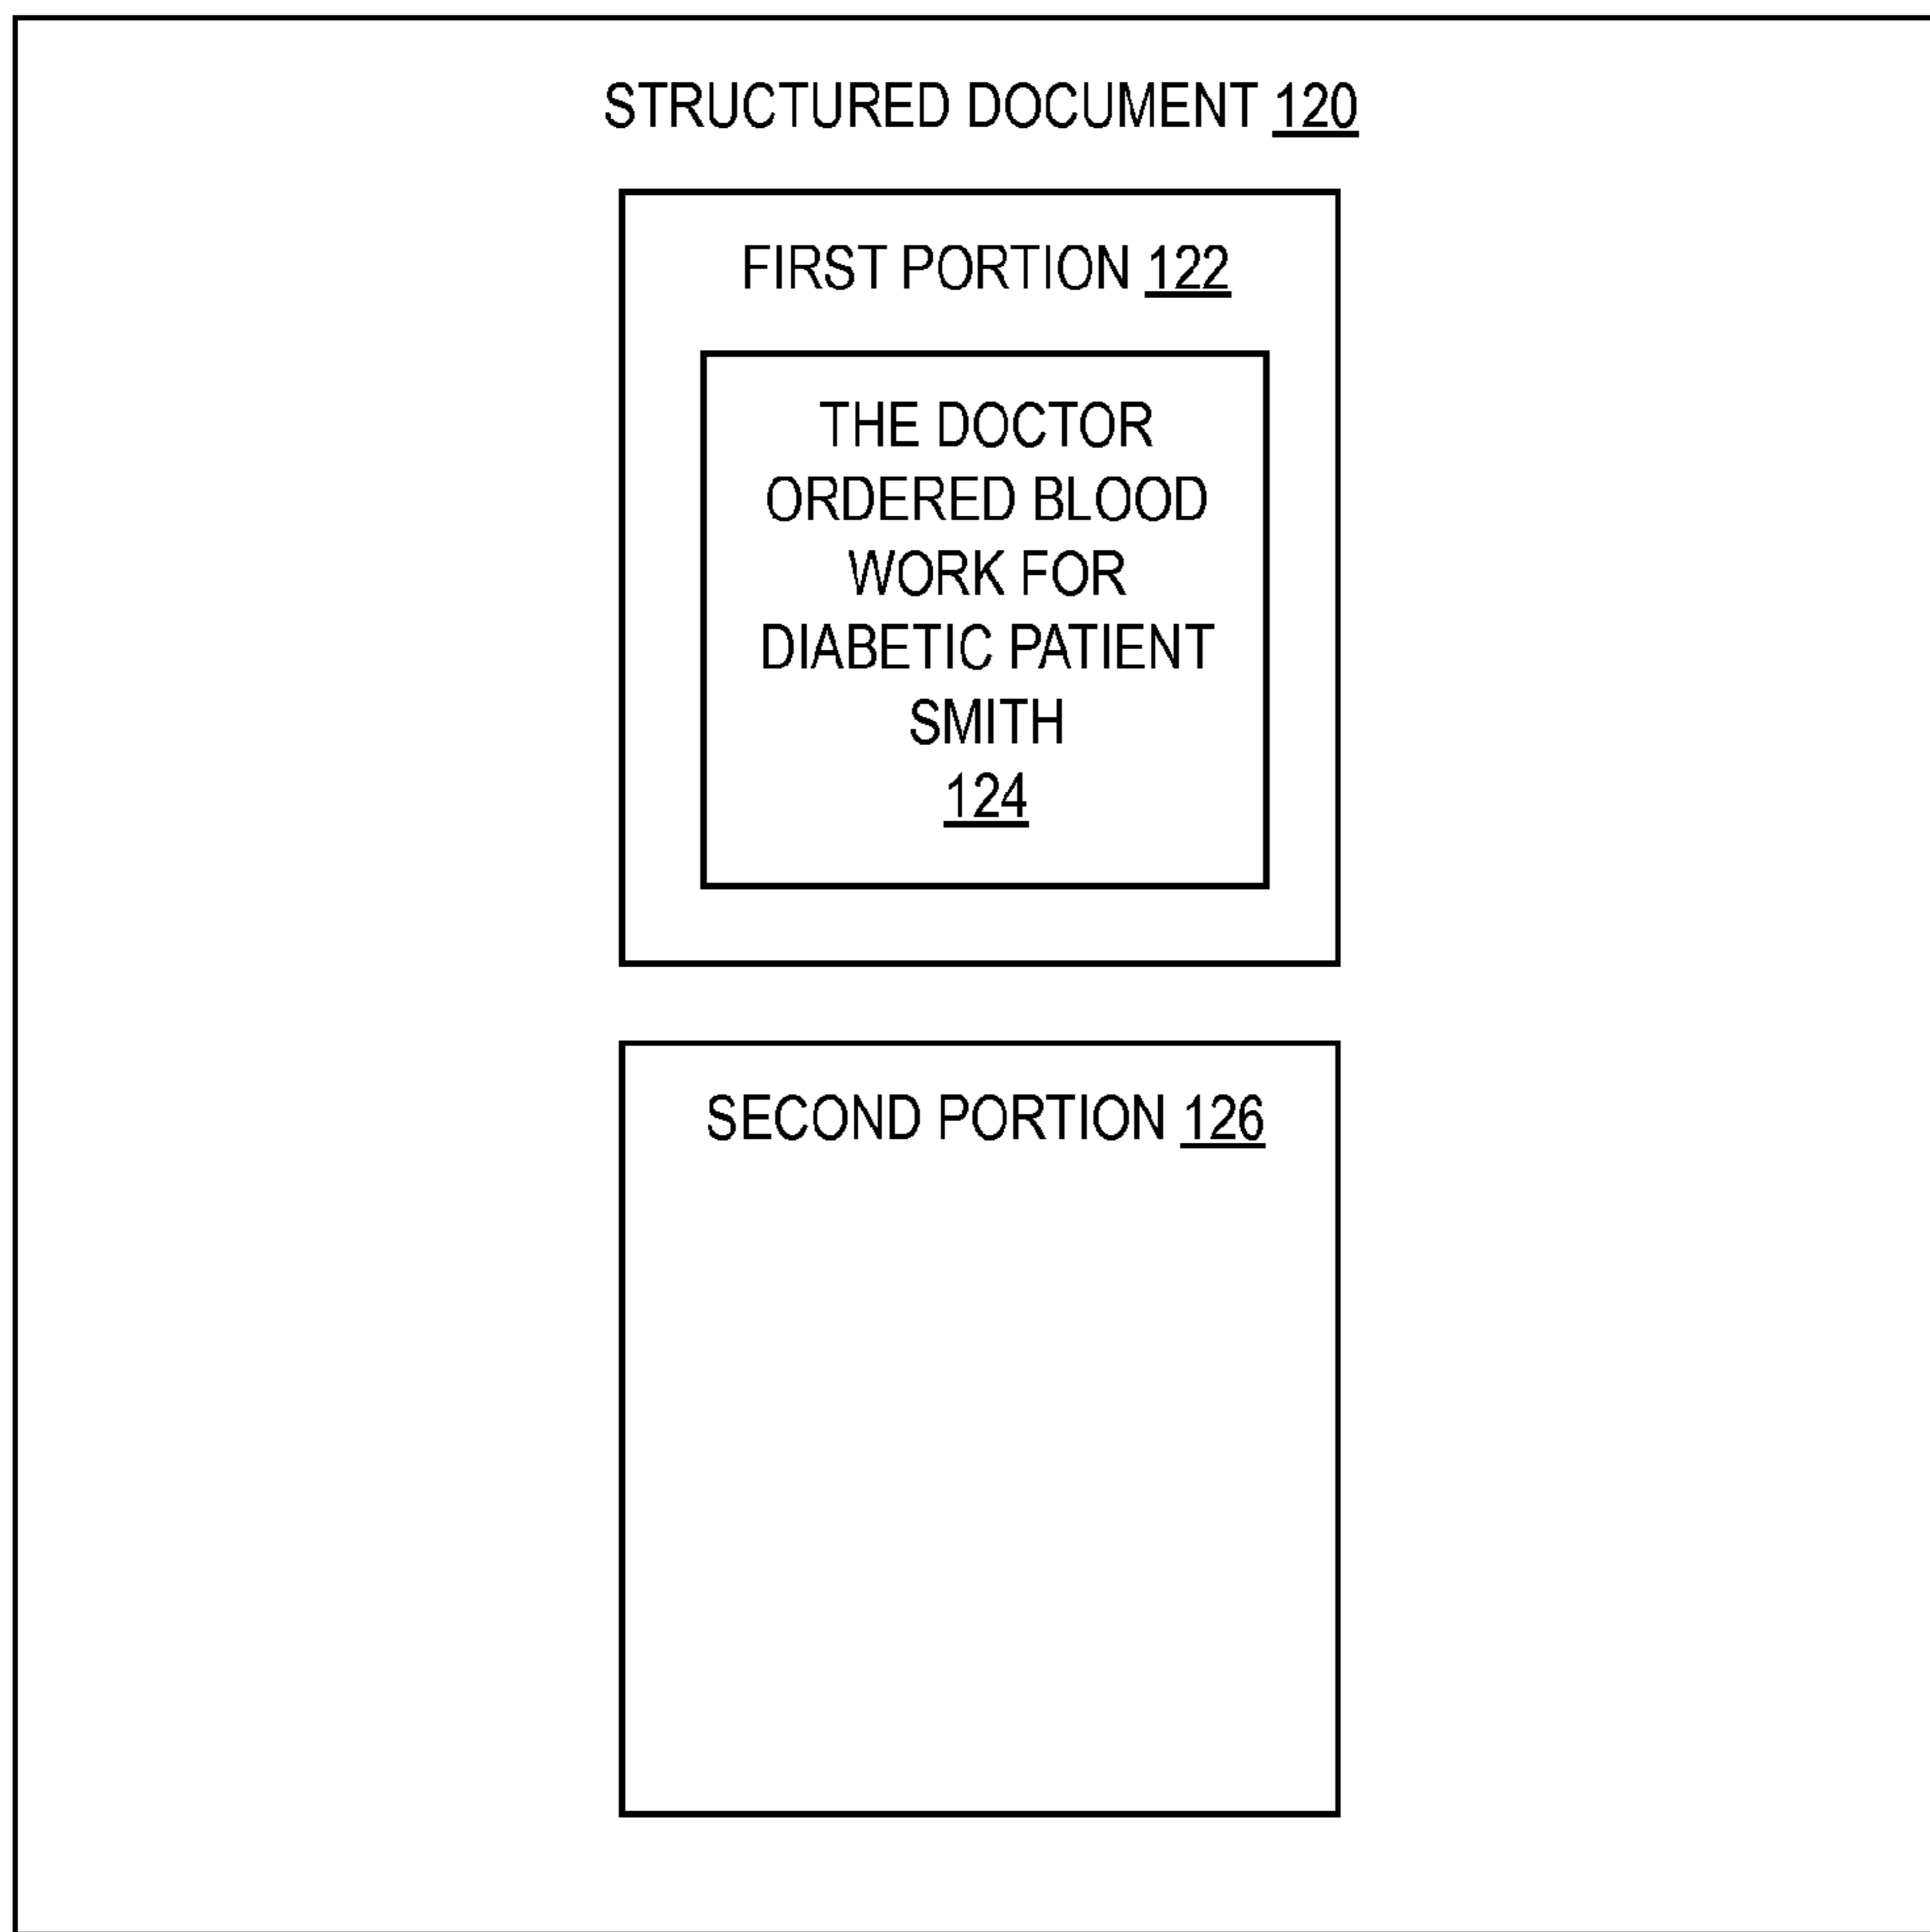 STRUCTURED DOCUMENT 120
FIRST PORTION 122
THE DOCTOR
ORDERED BLOOD
WORK FOR
DIABETIC PATIENT
SMITH
124
SECOND PORTION 126